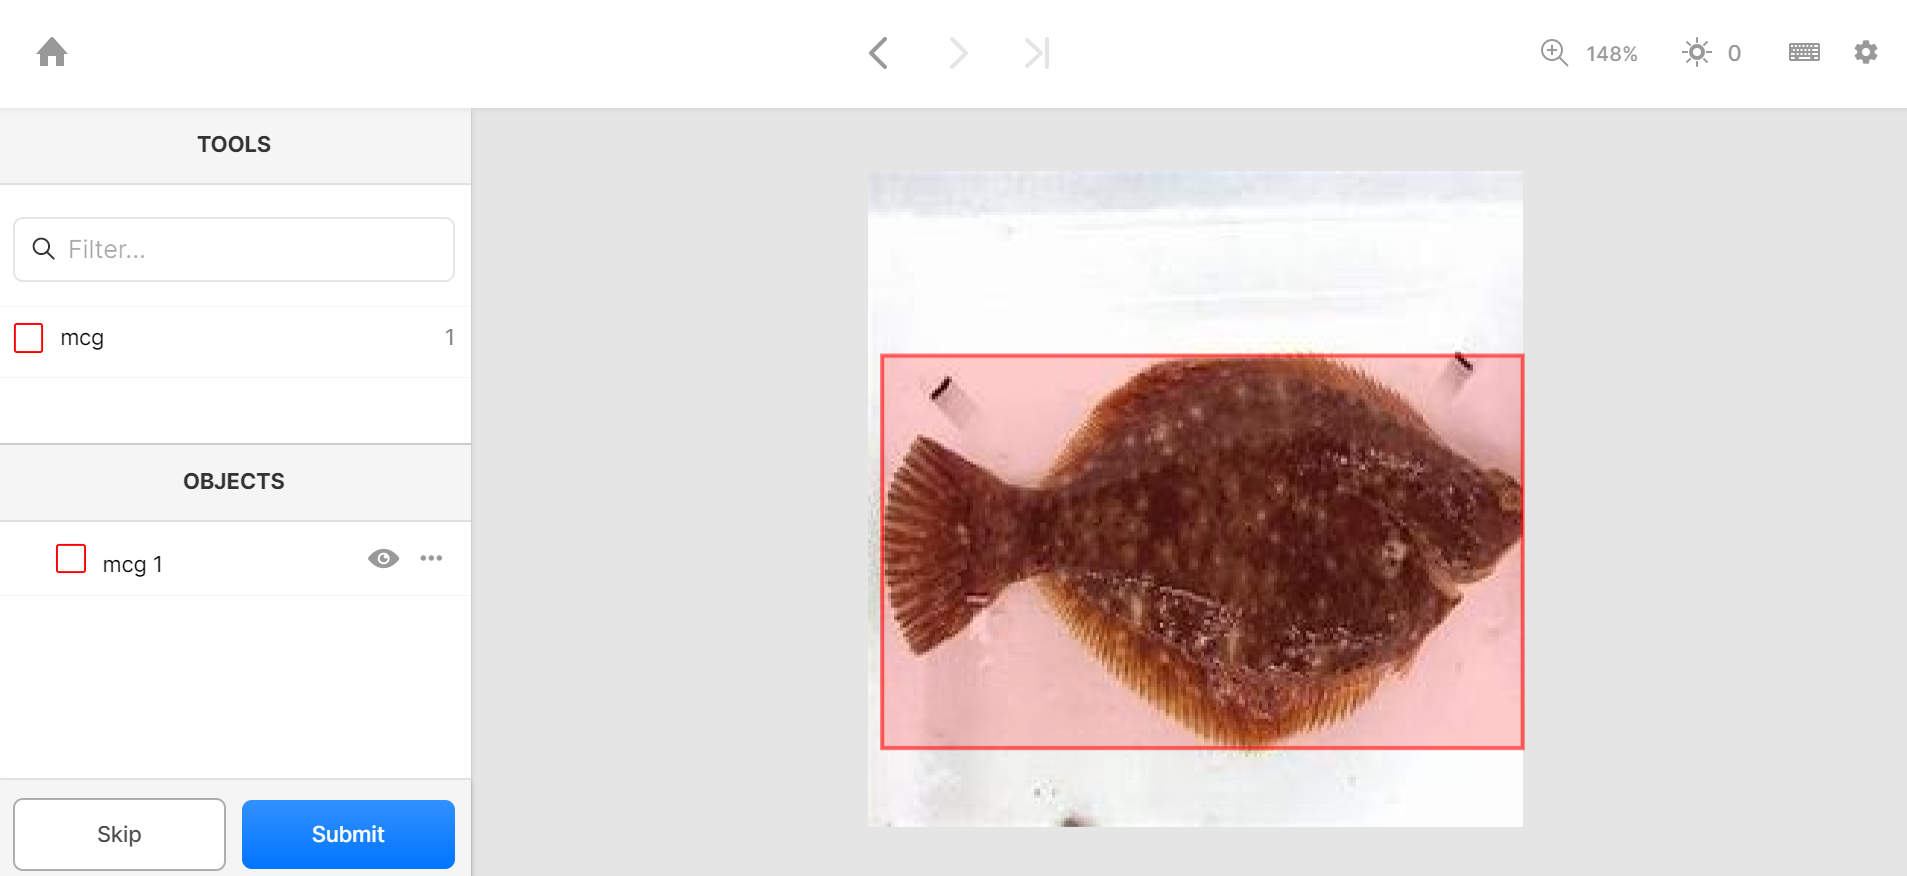 148%
0
TOOLS
Filter...
mcg 1
OBJECTS
mcg 1
Skip
Submit